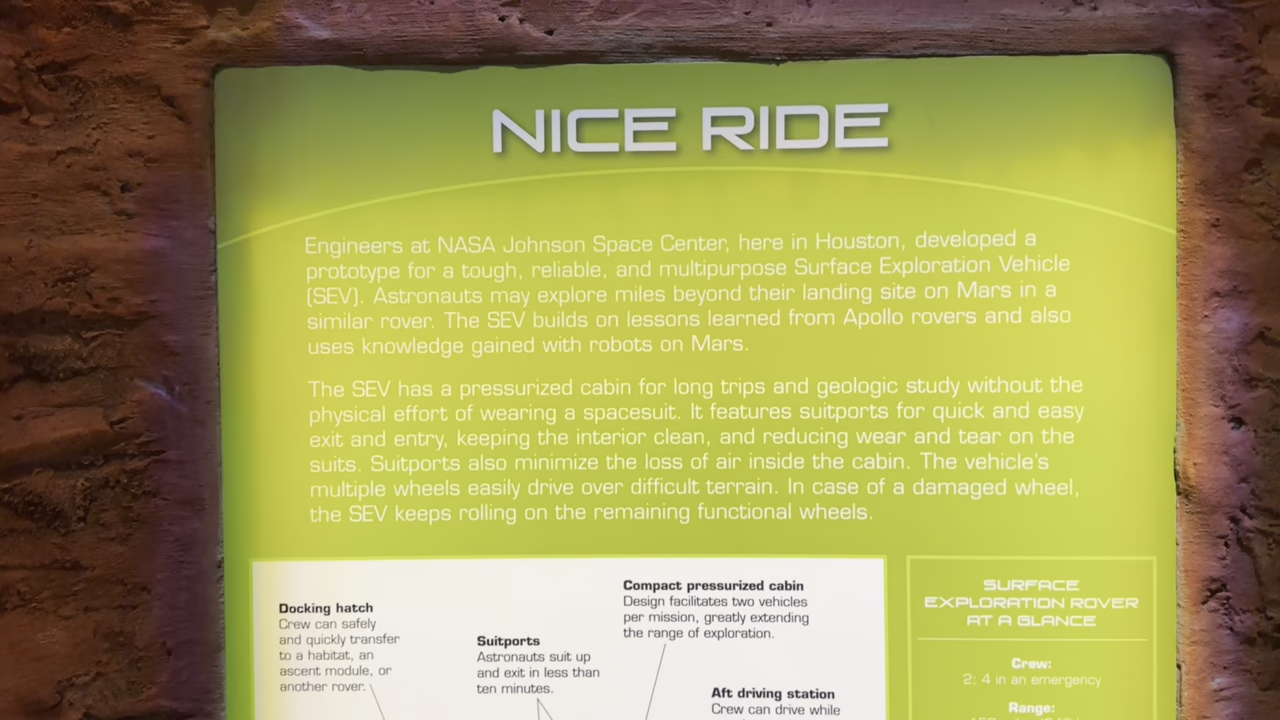 NICE RIDE
Engineers at NASA Johnson Space Center, here in Houston, developed a
prototype for a tough, reliable, and multipurpose Surface Exploration Vehicle
(SEV). Astronauts may explore miles beyond their landing site on Mars in a
similar rover. The SEV builds on lessons learned from Apollo rovers and also
uses knowledge gained with robots on Mars.
The SEV has a pressurized cabin for long trips and geologic study without the
physical effort of wearing a spacesuit. It features suitports for quick and easy
exit and entry, keeping the interior clean, and reducing wear and tear on the
suits. Suitports also minimize the loss of air inside the cabin. The vehicle's
multiple wheels easily drive over difficult terrain. In case of a damaged wheel,
the SEV keeps rolling on the remaining functional wheels.
Docking hatch
Crew can safely
and quickly transfer
to a habitat, an
ascent module, or
another rover.
Suitports
Astronauts suit up
and exit in less than
ten minutes.
Compact pressurized cabin
Design facilitates two vehicles
per mission, greatly extending
the range of exploration.
Aft driving station
Crew can drive while
SURFACE
EXPLORATION ROVER
AT A GLANCE
Crew:
2; 4 in an emergency
Range: